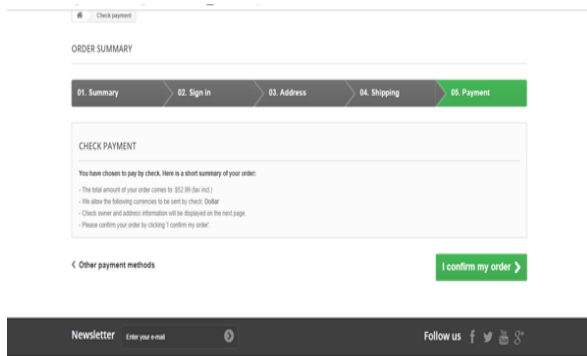 Check payment
ORDER SUMMARY
01. Summary 02. Sign in 03. Address 04. Shipping 05. Payment
CHECK PAYMENT
You have chosen to pay by check. Here is a short summary of your order:
- The total amount of your order comes to: $52.99 (tax incl.)
- We allow the following currencies to be sent by check: Dollar
- Check owner and address information will be displayed on the next page.
- Please confirm your order by clicking 'I confirm my order'.
Other payment methods I confirm my order
Newsletter Enter your e-mail Follow us